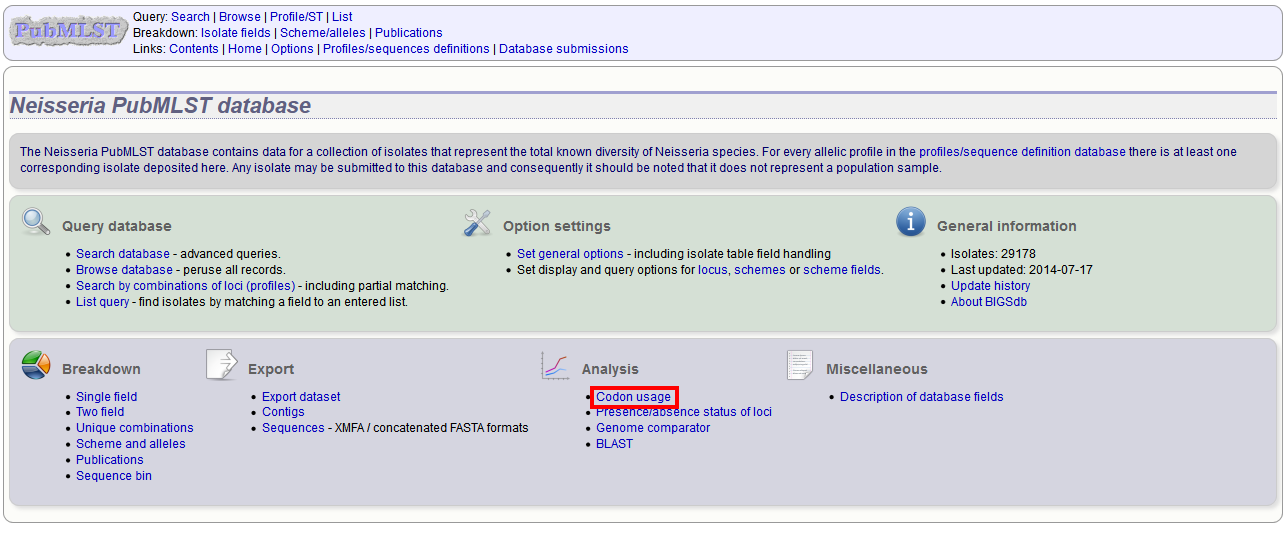 PubMLST
Query: Search | Browse | Profile/ST | List
Breakdown: Isolate fields | Scheme/alleles | Publications
Links: Contents | Home | Options | Profiles/sequences definitions | Database submissions
Neisseria PubMLST database
The Neisseria PubMLST database contains data for a collection of isolates that represent the total known diversity of Neisseria species. For every allelic profile in the profiles/sequence definition database there is at least one
corresponding isolate deposited here. Any isolate may be submitted to this database and consequently it should be noted that it does not represent a population sample.
Query database
• Search database - advanced queries.
• Browse database - peruse all records.
• Search by combinations of loci (profiles) - including partial matching.
• List query - find isolates by matching a field to an entered list.
Option settings
• Set general options - including isolate table field handling
• Set display and query options for locus, schemes or scheme fields.
General information
• Isolates: 29178
• Last updated: 2014-07-17
• Update history
• About BIGSdb
Breakdown
• Single field
• Two field
• Unique combinations
• Scheme and alleles
• Publications
• Sequence bin
Export
• Export dataset
• Contigs
• Sequences - XMFA / concatenated FASTA formats
Analysis
• Codon usage
• Presence/absence status of loci
• Genome comparator
• BLAST
Miscellaneous
• Description of database fields